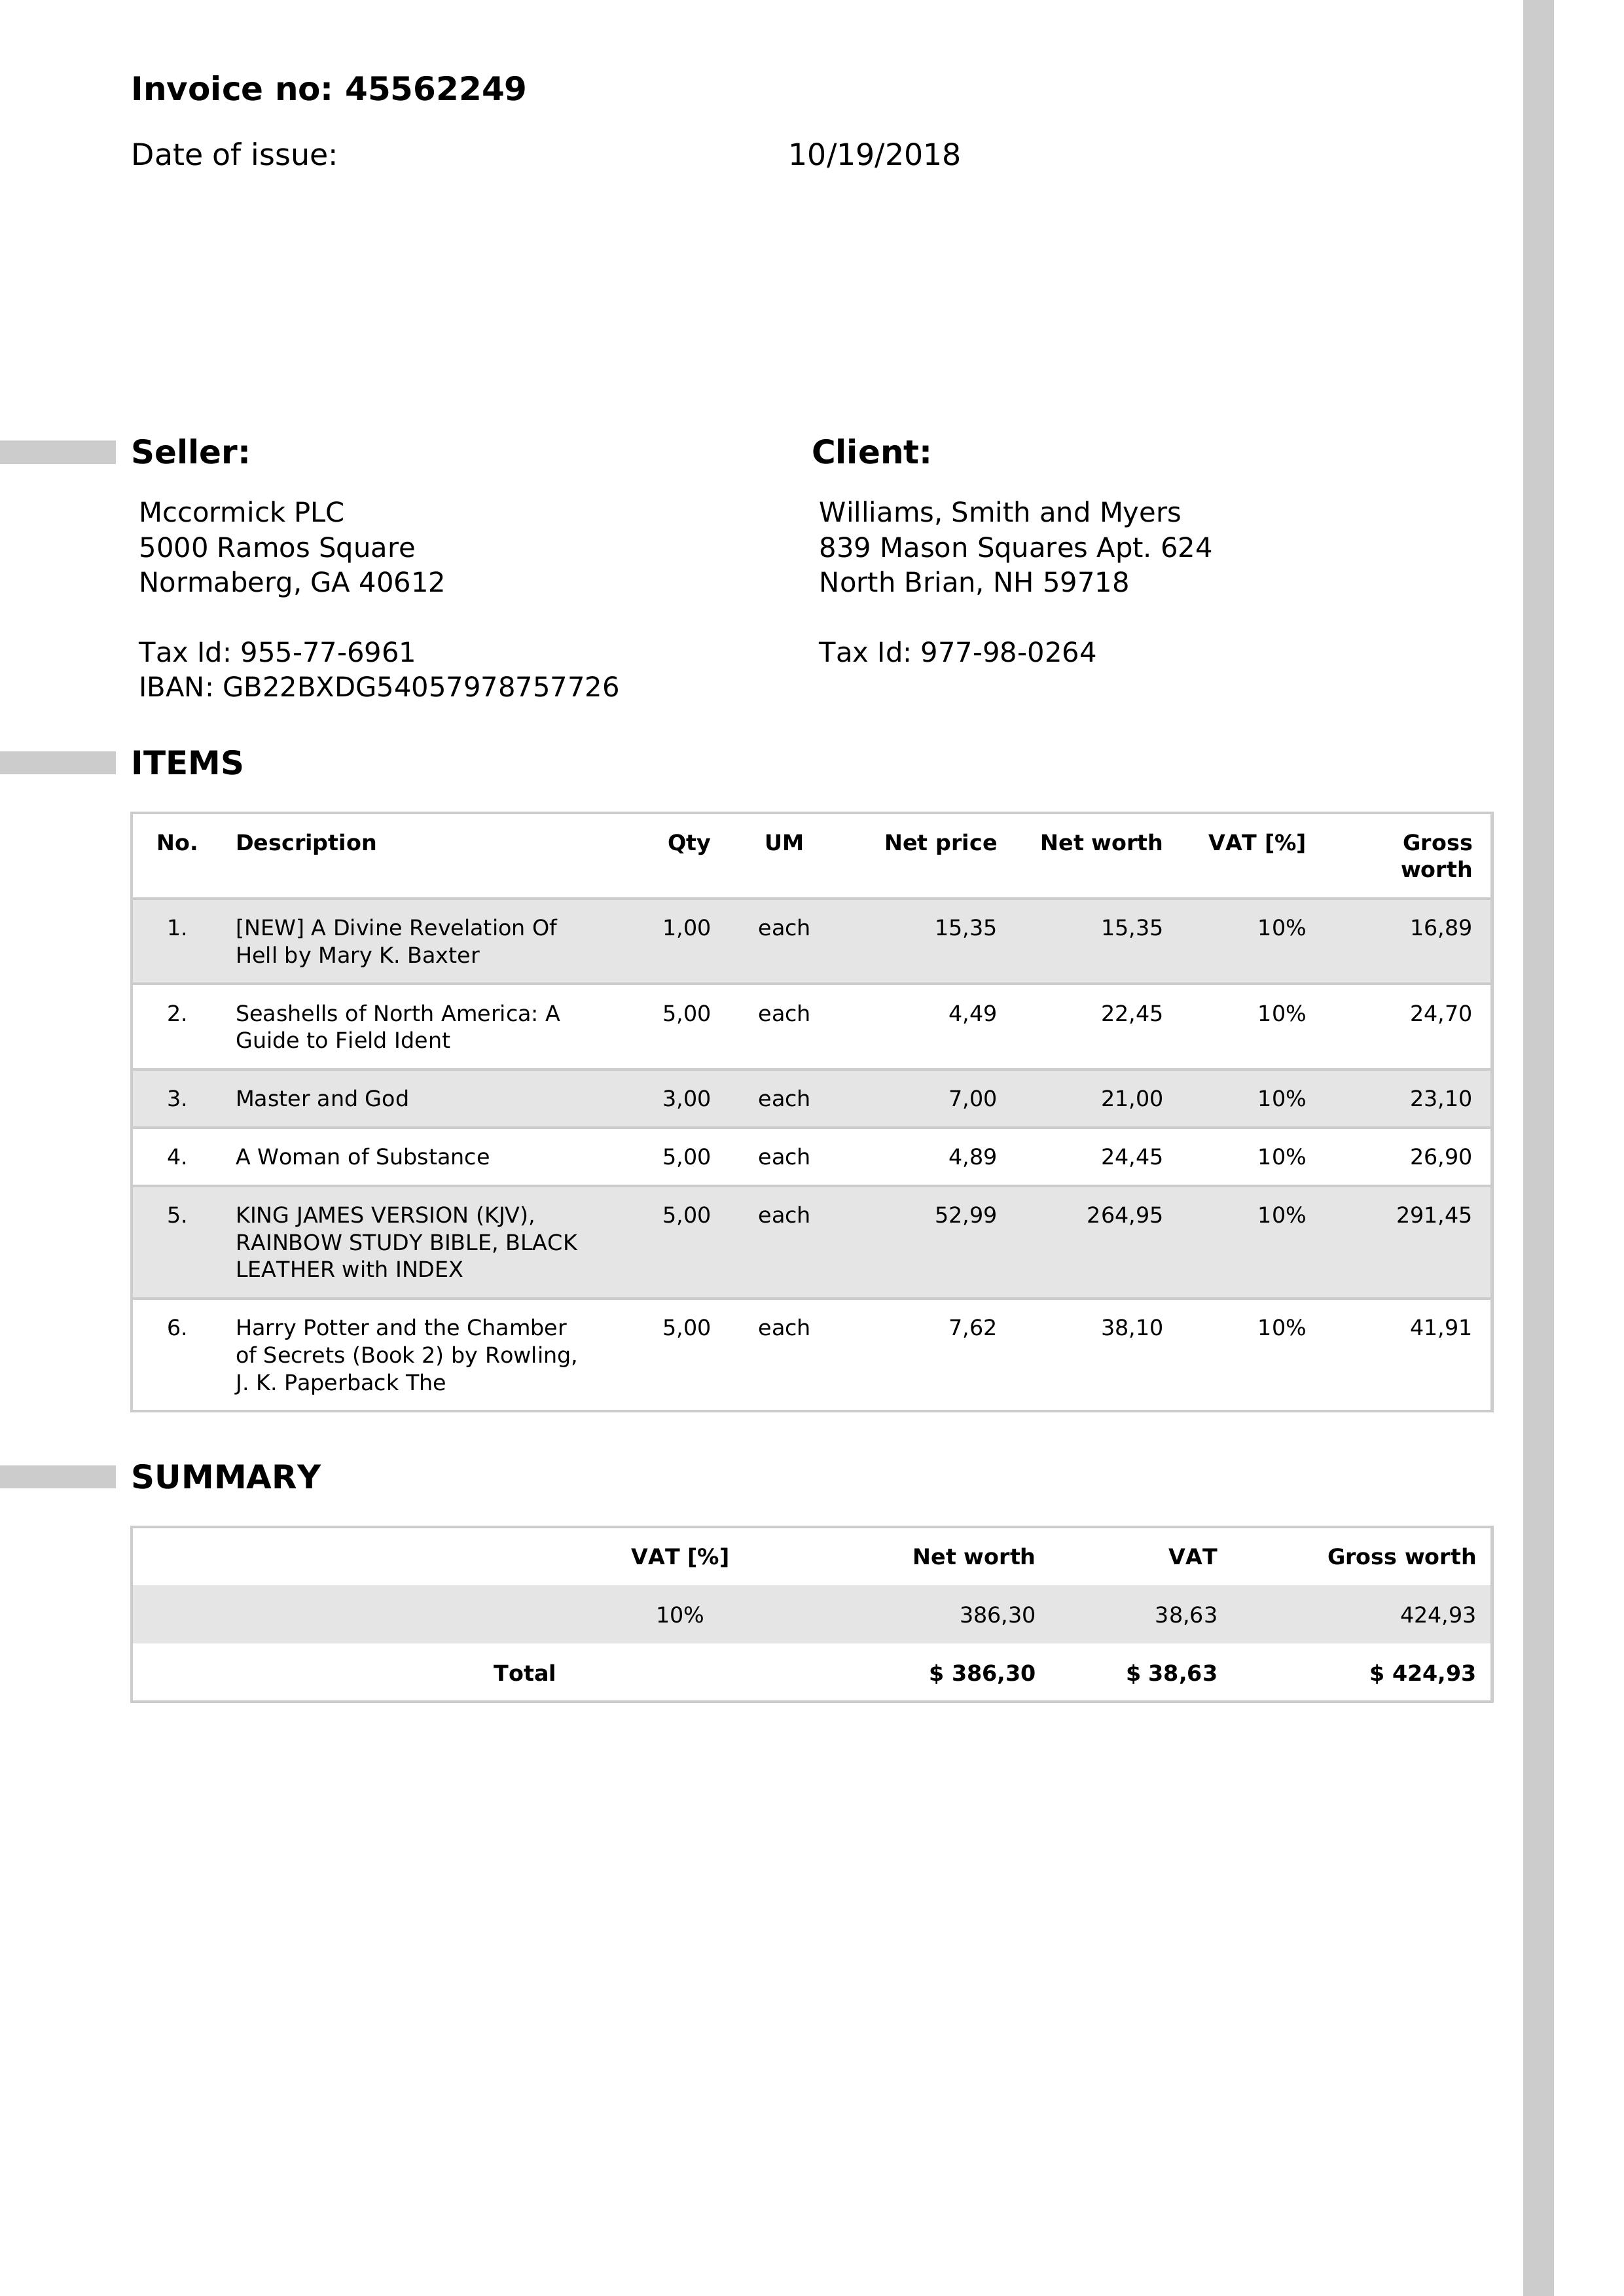 Invoice no: 45562249
Date of issue: 10/19/2018
Seller:
Mccormick PLC
5000 Ramos Square
Normaberg, GA 40612
Tax Id: 955-77-6961
IBAN: GB22BXDG54057978757726
Client:
Williams, Smith and Myers
839 Mason Squares Apt. 624
North Brian, NH 59718
Tax Id: 977-98-0264
ITEMS
No. Description Qty UM Net price Net worth VAT [%] Gross
worth
1. [NEW] A Divine Revelation Of 1,00 each 15,35 15,35 10% 16,89
Hell by Mary K. Baxter
2. Seashells of North America: A 5,00 each 4,49 22,45 10% 24,70
Guide to Field Ident
3. Master and God 3,00 each 7,00 21,00 10% 23,10
4. A Woman of Substance 5,00 each 4,89 24,45 10% 26,90
5. KING JAMES VERSION (KJV), 5,00 each 52,99 264,95 10% 291,45
RAINBOW STUDY BIBLE, BLACK
LEATHER with INDEX
6. Harry Potter and the Chamber 5,00 each 7,62 38,10 10% 41,91
of Secrets (Book 2) by Rowling,
J. K. Paperback The
SUMMARY
VAT [%] Net worth VAT Gross worth
10% 386,30 38,63 424,93
Total $ 386,30 $ 38,63 $ 424,93